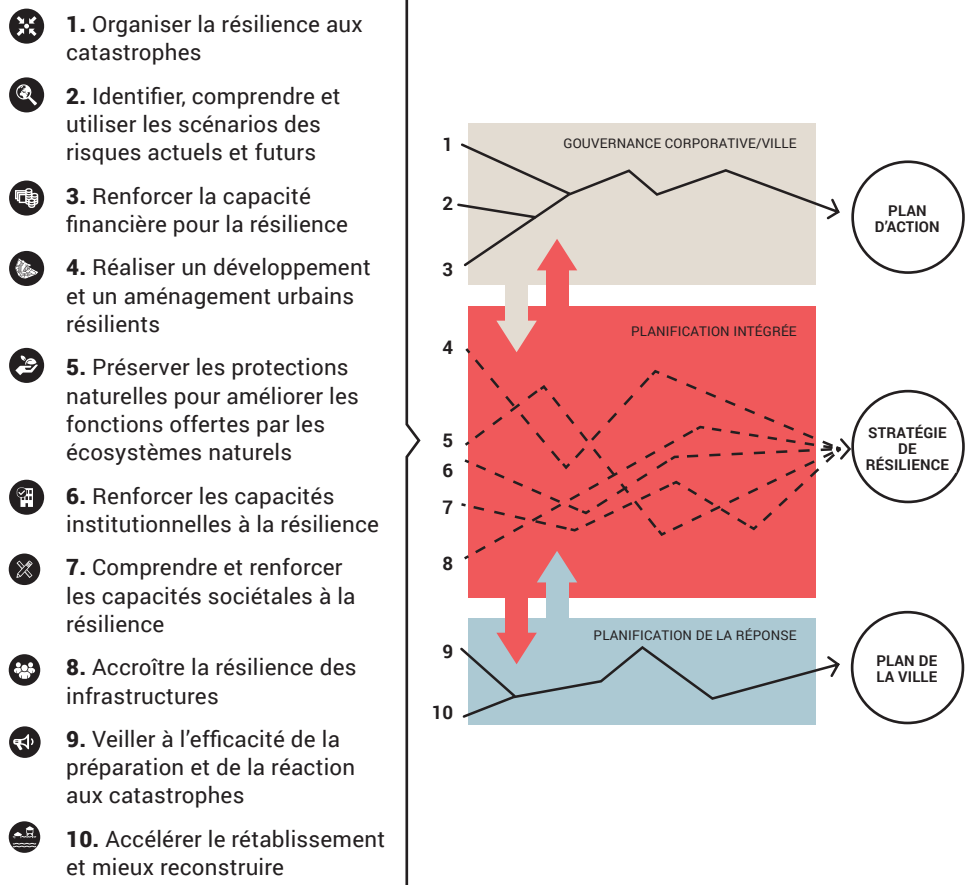 1. Organiser la résilience aux
catastrophes
2. Identifier, comprendre et
utiliser les scénarios des
risques actuels et futurs
3. Renforcer la capacité
financière pour la résilience
4. Réaliser un développement
et un aménagement urbains
résilients
5. Préserver les protections
naturelles pour améliorer les
fonctions offertes par les
écosystèmes naturels
6. Renforcer les capacités
institutionnelles à la résilience
7. Comprendre et renforcer
les capacités sociétales à la
résilience
8. Accroître la résilience des
infrastructures
9. Veiller à l'efficacité de la
préparation et de la réaction
aux catastrophes
10. Accélérer le rétablissement
et mieux reconstruire
GOUVERNANCE CORPORATIVE/VILLE
1
2
3
PLAN
D'ACTION
PLANIFICATION INTÉGRÉE
4
5
6
7
8
STRATÉGIE
DE
RÉSILIENCE
PLANIFICATION DE LA RÉPONSE
9
10
PLAN DE
LA VILLE